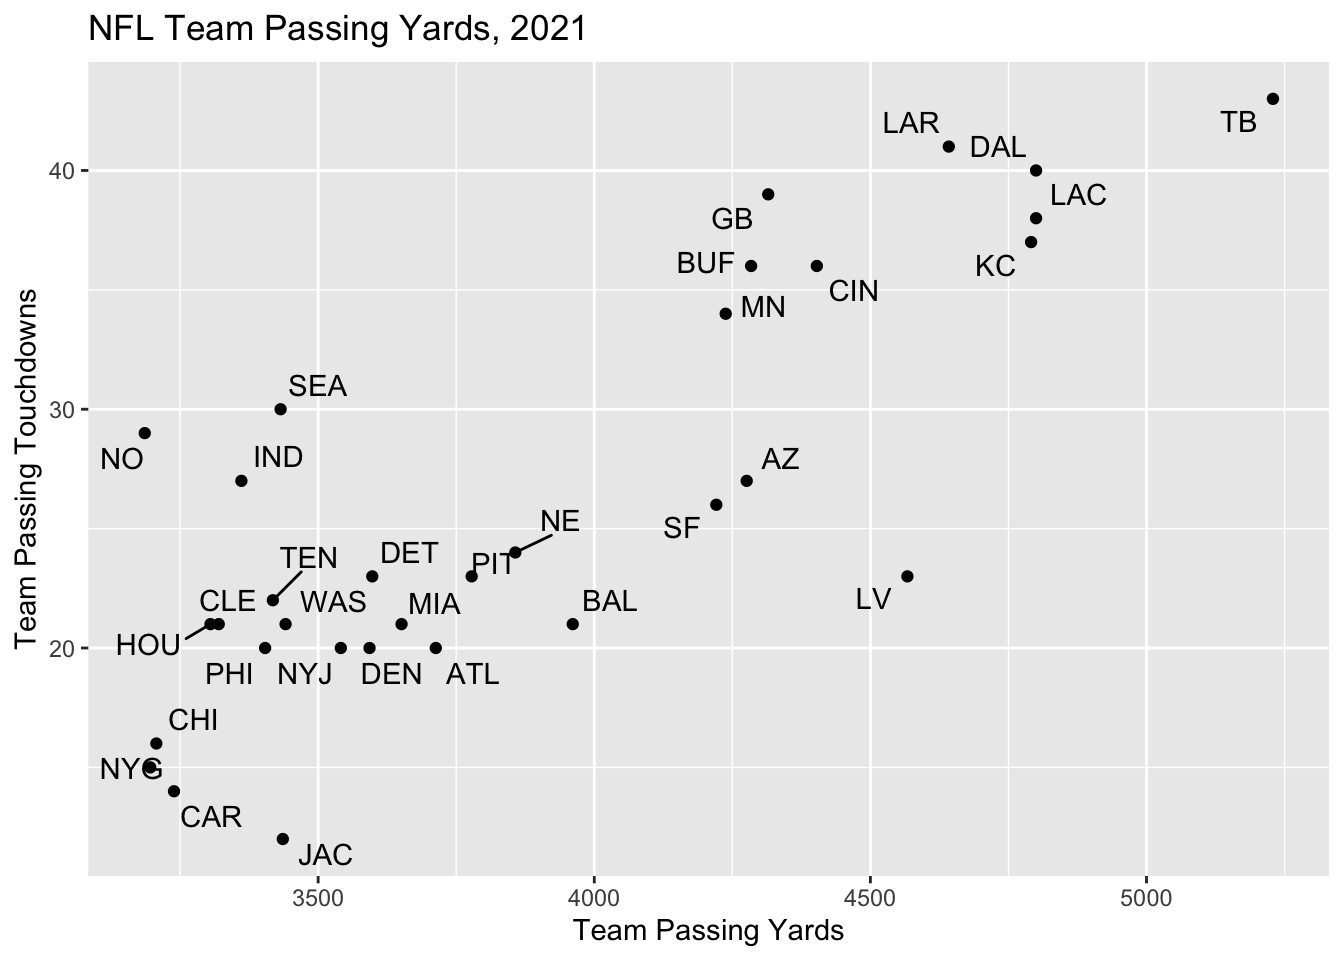 NFL Team Passing Yards, 2021
TB
LAR
DAL
40
LAC
GB
BUF
KC
CIN
MN
SEA
30
NO
IND
AZ
SF
NE
TEN
DET
PIT
LV
CLE
WAS
MIA
BAL
HOU
20
PHI
NYJ
DEN
ATL
CHI
NYG
CAR
JAC
Team Passing Touchdowns
3500
4000
4500
5000
Team Passing Yards